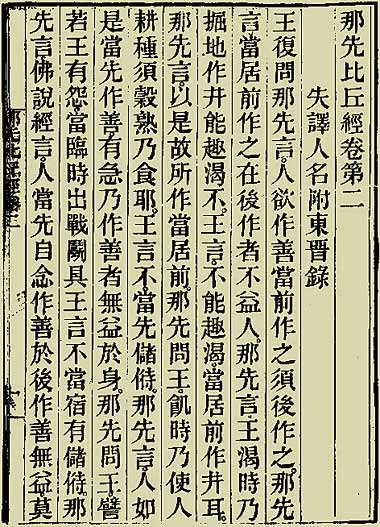 那先比丘經卷第二
失譯人名附東晉錄
王復問那先言人欲作善當前作之須後作之那先
言當居前作之在後作者不益人那先言王渴時乃
掘地作井能趣渴不王言不能趣渴當居前作井耳
那先言以是故所作當居前那先問王飢時乃使人
耕種須穀熟乃食耶王言不當先儲偫那先言人如
是當先作善有急乃作善者無益於身那先問王譬
若王有怨當臨時出戰鬬具王言不當宿有儲偫那
先言佛說經言人當先自念作善於後作善無益莫